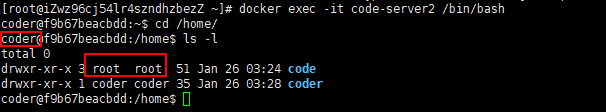 [root@iZwz96cj54lr4szndhzbezZ ~]# docker exec -it code-server2 /bin/bash
coder@f9b67beacbdd:~$ cd /home/
coder@f9b67beacbdd:/home$ ls -l
total 0
drwxr-xr-x 3 root  root  51 Jan 26 03:24 code
drwxr-xr-x 1 coder coder 35 Jan 26 03:28 coder
coder@f9b67beacbdd:/home$